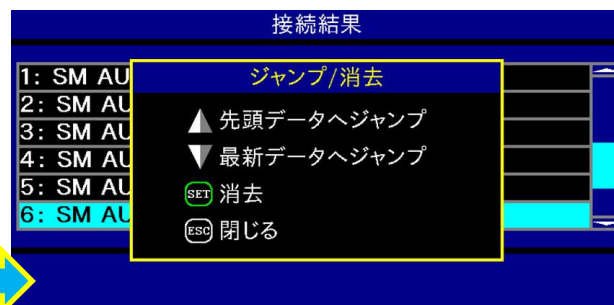 接続結果
ジャンプ/消去
1: SM AU
2: SM AU
3: SM AU
4: SM AU
5: SM AU
6: SM AU
先頭データへジャンプ
最新データへジャンプ
SET 消去
ESC 閉じる